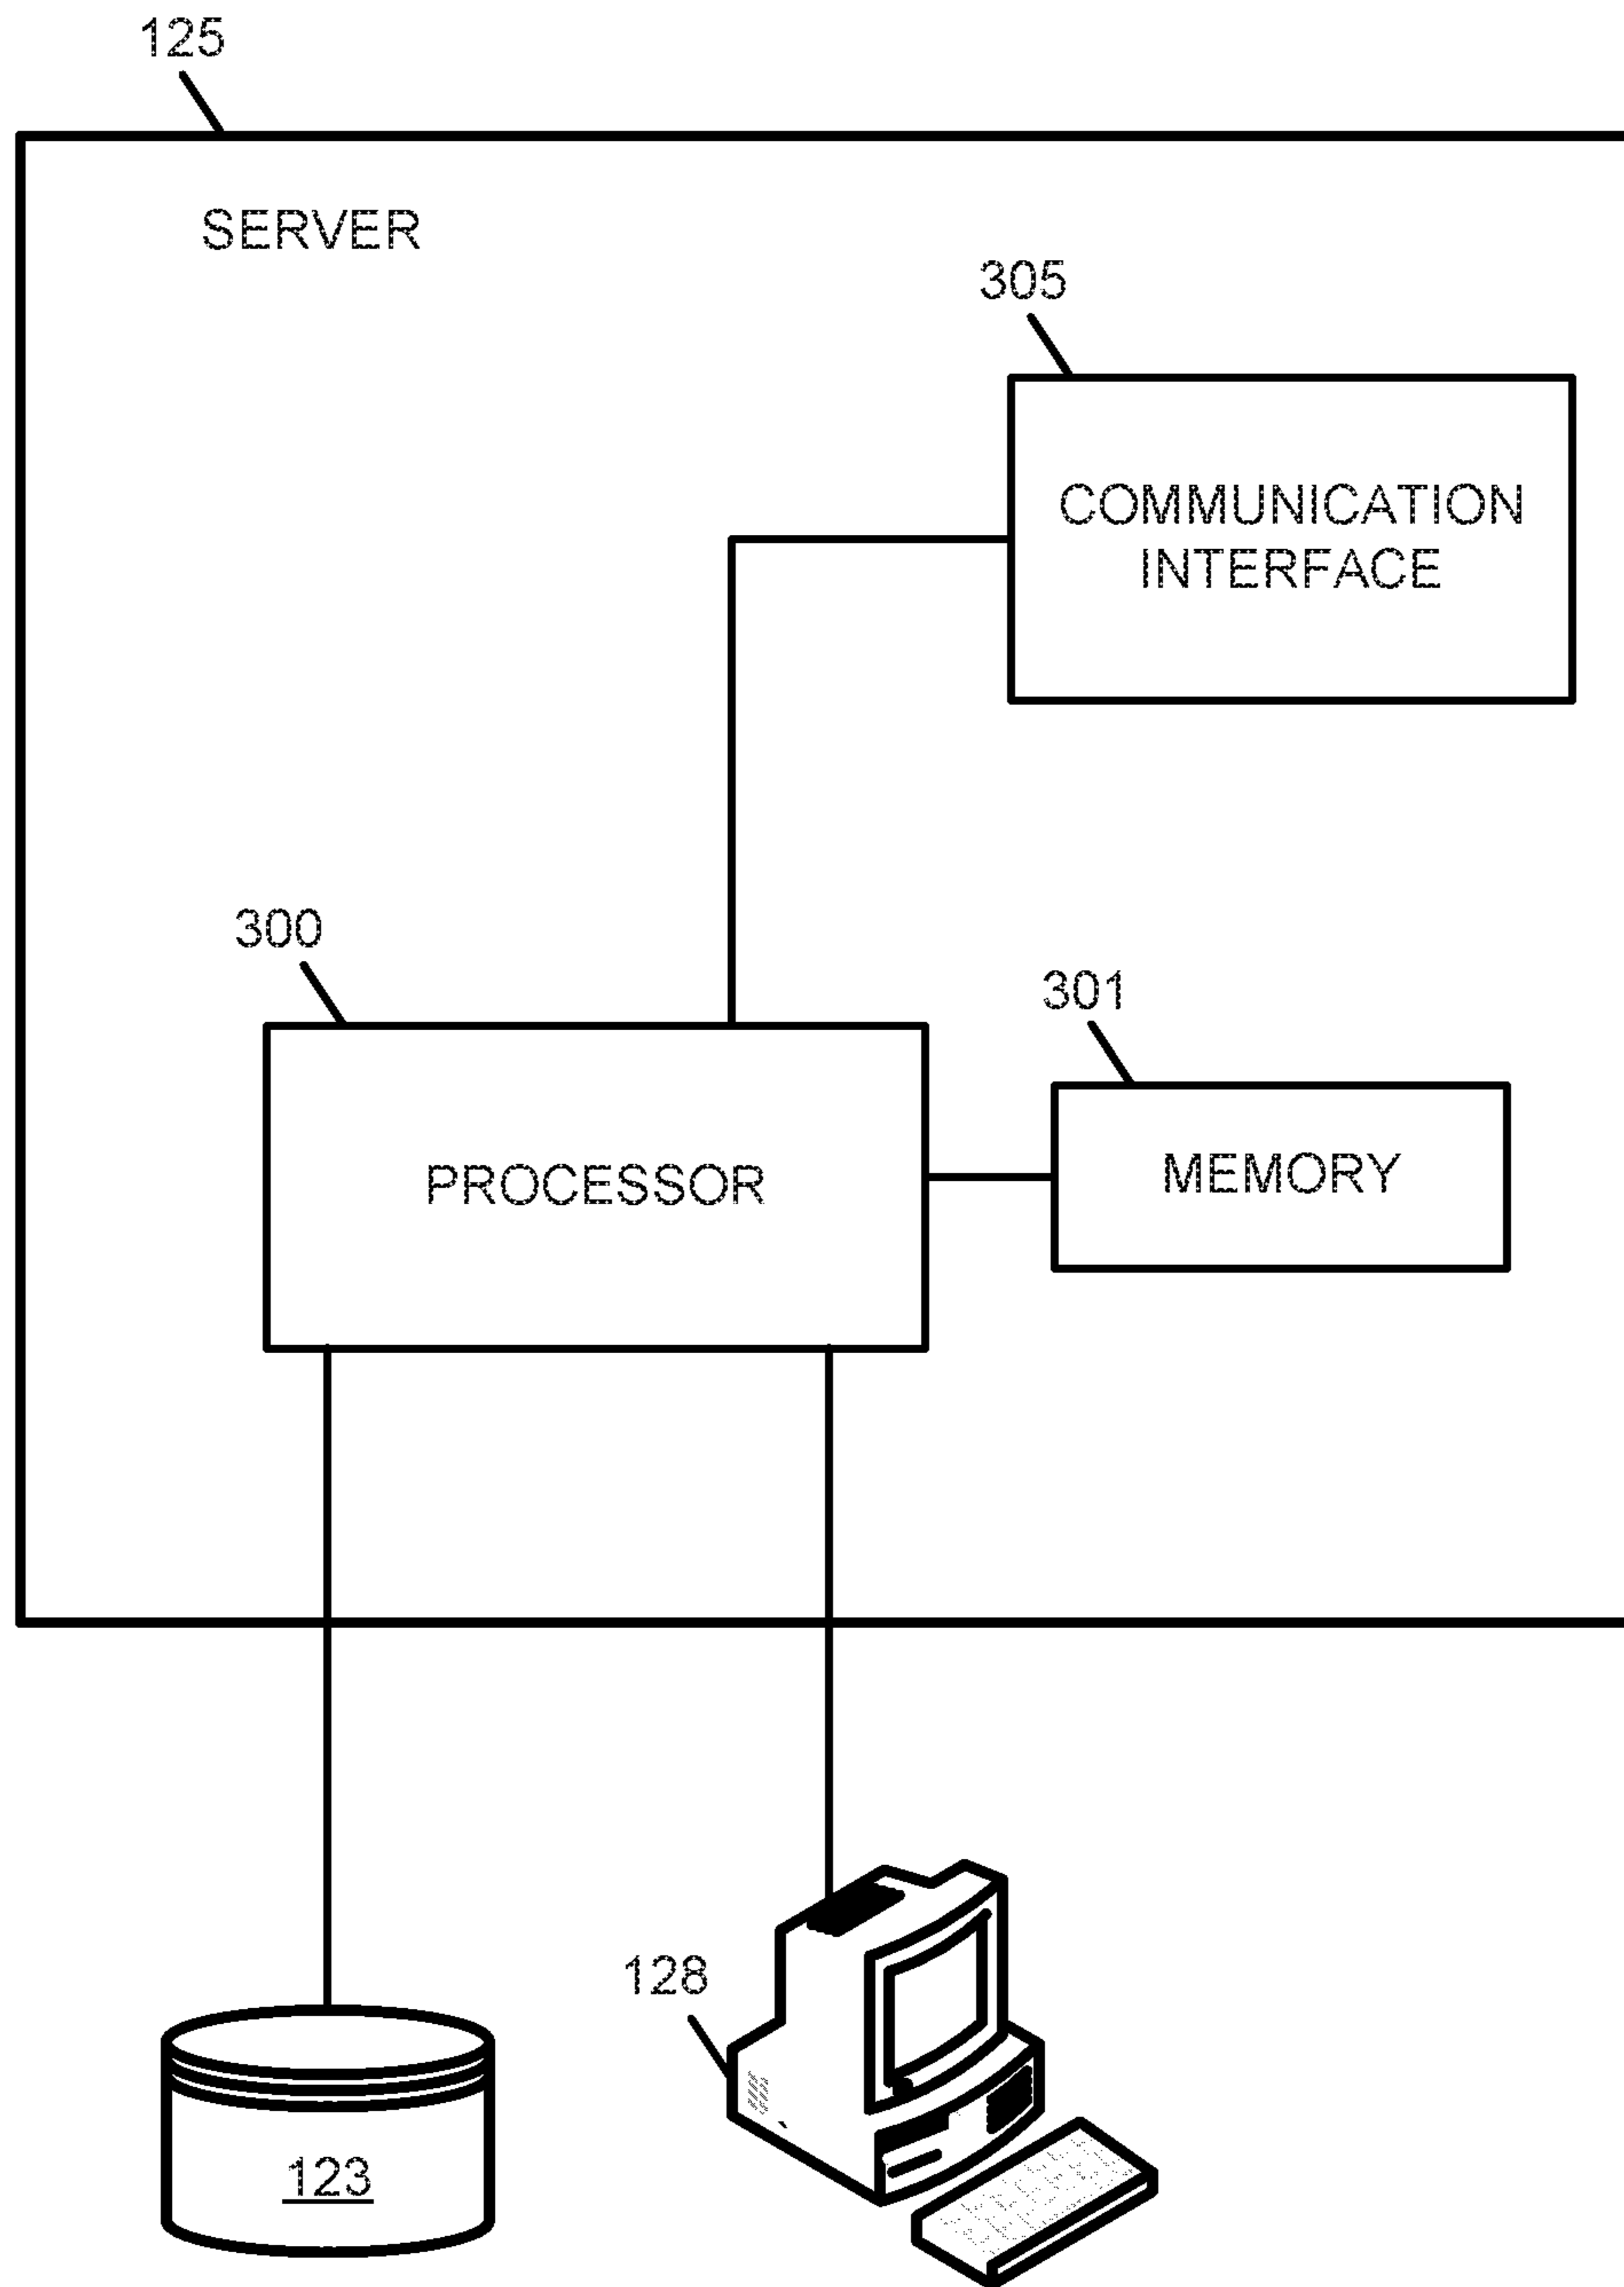 125
SERVER
305
COMMUNICATION
INTERFACE
300
301
PROCESSOR
MEMORY
128
123